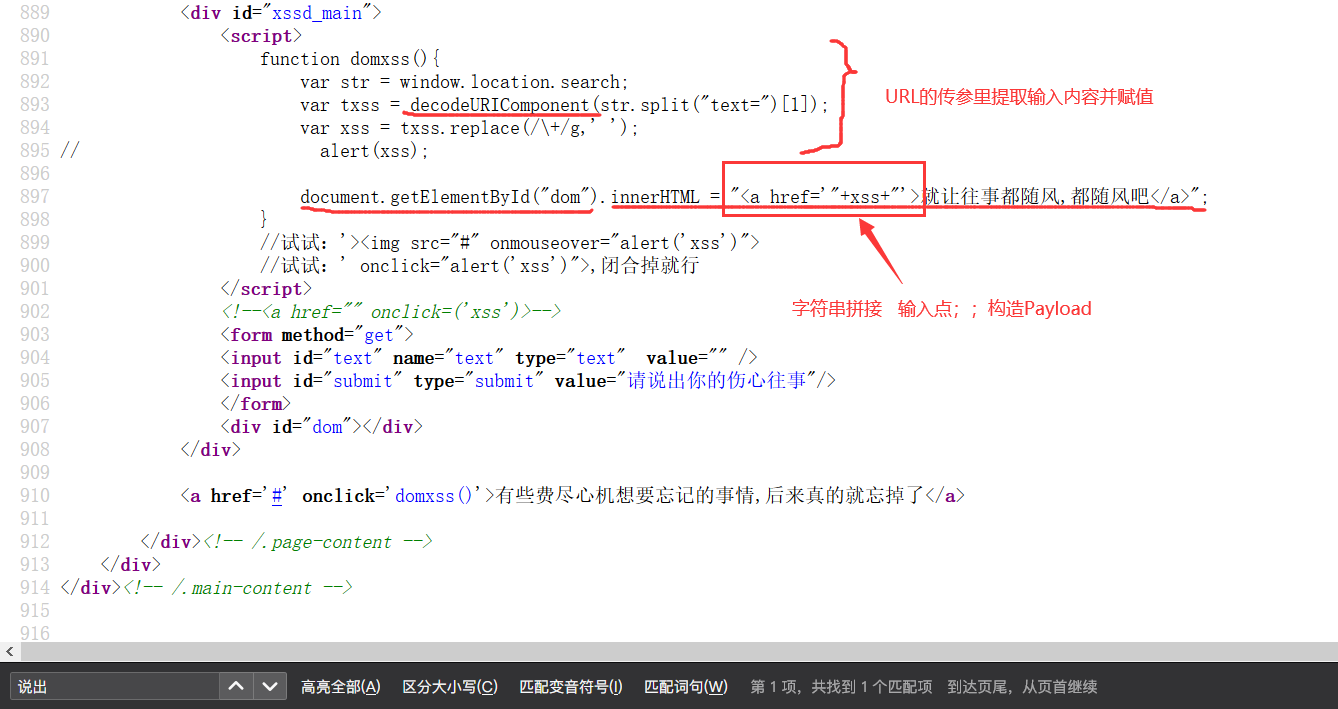 889 <div id="xssd_main">
890 <script>
891 function domxss(){
892 var str = window.location.search;
893 var txss = decodeURIComponent(str.split("text=")[1]);
894 var xss = txss.replace(/\+/g,' ');
895 // alert(xss);
896
897 document.getElementById("dom").innerHTML = "<a href='"+xss+"'>就让往事都随风,都随风吧</a>";
898 }
899 //试试：'><img src="#" onmouseover="alert('xss')">
900 //试试：' onclick="alert('xss')">,闭合掉就行
901 </script>
902 <!--<a href="" onclick=('xss')>-->
903 <form method="get">
904 <input id="text" name="text" type="text" value="" />
905 <input id="submit" type="submit" value="请说出你的伤心往事"/>
906 </form>
907 <div id="dom"></div>
908 </div>
909
910 <a href='#' onclick='domxss()'>有些费尽心机想要忘记的事情,后来真的就忘掉了</a>
911
912 </div><!-- /.page-content -->
913 </div>
914 </div><!-- /.main-content -->
915
916
URL的传参里提取输入内容并赋值
字符串拼接 输入点；；构造Payload
说出 高亮全部(A) 区分大小写(C) 匹配变音符号(I) 匹配词句(W) 第 1 项，共找到 1 个匹配项 到达页尾，从页首继续